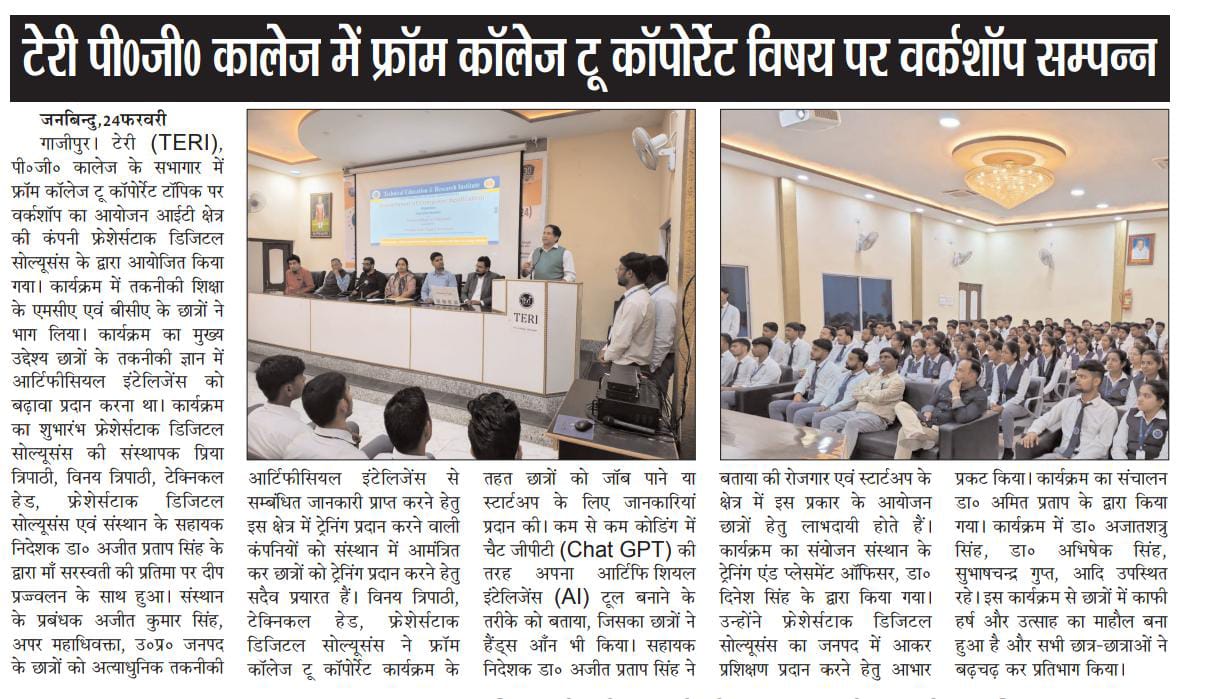 टेरी पी0जी0 कालेज में फ्रॉम कॉलेज टू कॉपोर्रेट विषय पर वर्कशॉप सम्पन्न
जनबिन्दु,24फरवरी
गाजीपुर। टेरी (TERI),
पी०जी० कालेज के सभागार में
फ्रॉम कॉलेज टू कॉपोर्रेट टॉपिक पर
वर्कशॉप का आयोजन आईटी क्षेत्र
की कंपनी फ्रेशेर्सटाक डिजिटल
सोल्यूसंस के द्वारा आयोजित किया
गया। कार्यक्रम में तकनीकी शिक्षा
के एमसीए एवं बीसीए के छात्रों ने
भाग लिया। कार्यक्रम का मुख्य
उद्देश्य छात्रों के तकनीकी ज्ञान में
आर्टिफीसियल इंटेलिजेंस को
बढ़ावा प्रदान करना था। कार्यक्रम
का शुभारंभ फ्रेशेर्सटाक डिजिटल
सोल्यूसंस की संस्थापक प्रिया
त्रिपाठी, विनय त्रिपाठी, टेक्निकल
हेड, फ्रेशेर्सटाक डिजिटल
सोल्यूसंस एवं संस्थान के सहायक
निदेशक डा० अजीत प्रताप सिंह के
द्वारा माँ सरस्वती की प्रतिमा पर दीप
प्रज्ज्वलन के साथ हुआ। संस्थान
के प्रबंधक अजीत कुमार सिंह,
अपर महाधिवक्ता, उ०प्र० जनपद
के छात्रों को अत्याधुनिक तकनीकी
Technical Education & Research Institute
TERI
आर्टिफीसियल इंटेलिजेंस से
सम्बंधित जानकारी प्राप्त करने हेतु
इस क्षेत्र में ट्रेनिंग प्रदान करने वाली
कंपनियों को संस्थान में आमंत्रित
कर छात्रों को ट्रेनिंग प्रदान करने हेतु
सदैव प्रयारत हैं। विनय त्रिपाठी,
टेक्निकल हेड, फ्रेशेर्सटाक
डिजिटल सोल्यूसंस ने फ्रॉम
कॉलेज टू कॉपोर्रेट कार्यक्रम के
तहत छात्रों को जॉब पाने या
स्टार्टअप के लिए जानकारियां
प्रदान की। कम से कम कोडिंग में
चैट जीपीटी (Chat GPT) की
तरह अपना आर्टिफि शियल
इंटेलिजेंस (AI) टूल बनाने के
तरीके को बताया, जिसका छात्रों ने
हैंड्स ऑन भी किया। सहायक
निदेशक डा० अजीत प्रताप सिंह ने
बताया की रोजगार एवं स्टार्टअप के
क्षेत्र में इस प्रकार के आयोजन
छात्रों हेतु लाभदायी होते हैं।
कार्यक्रम का संयोजन संस्थान के
ट्रेनिंग एंड प्लेसमेंट ऑफिसर, डा०
दिनेश सिंह के द्वारा किया गया।
उन्होंने फ्रेशेर्सटाक डिजिटल
सोल्यूसंस का जनपद में आकर
प्रशिक्षण प्रदान करने हेतु आभार
प्रकट किया। कार्यक्रम का संचालन
डा० अमित प्रताप के द्वारा किया
गया। कार्यक्रम में डा० अजातशत्रु
सिंह, डा० अभिषेक सिंह,
सुभाषचन्द्र गुप्त, आदि उपस्थित
रहे। इस कार्यक्रम से छात्रों में काफी
हर्ष और उत्साह का माहौल बना
हुआ है और सभी छात्र-छात्राओं ने
बढ़चढ़ कर प्रतिभाग किया।